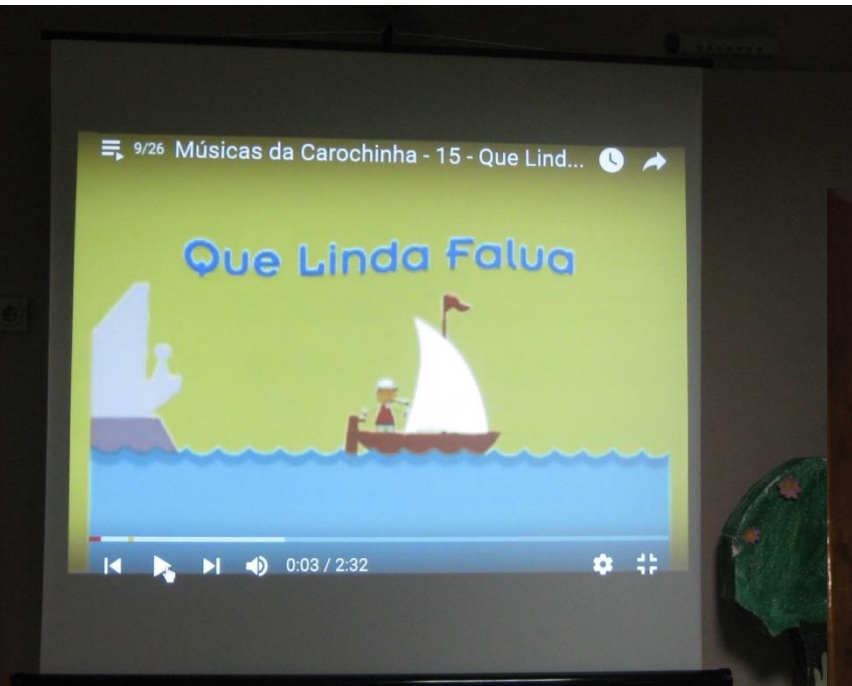 9/26 Músicas da Carochinha - 15 - Que Lind...
Que Linda Falua
0:03 / 2:32